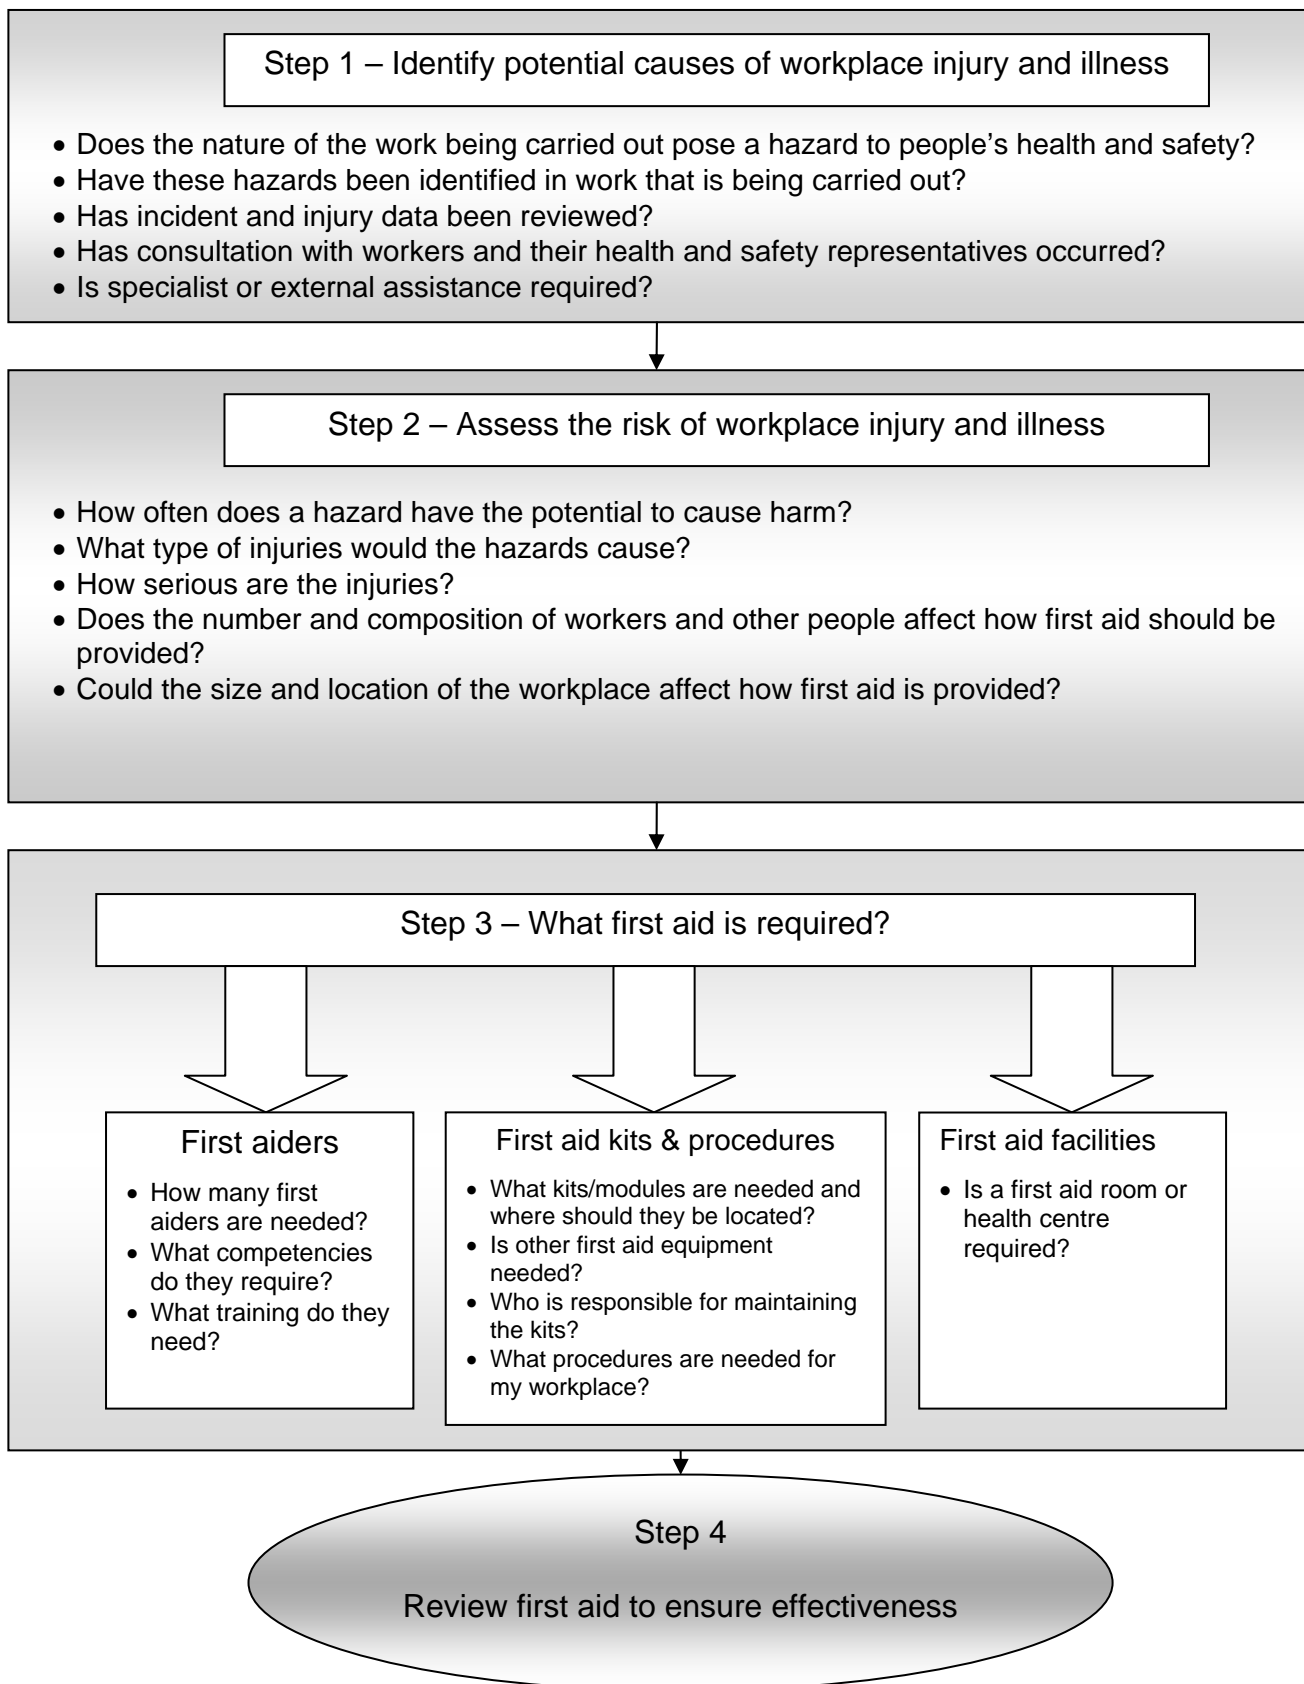 Step 1 – Identify potential causes of workplace injury and illness
• Does the nature of the work being carried out pose a hazard to people’s health and safety?
• Have these hazards been identified in work that is being carried out?
• Has incident and injury data been reviewed?
• Has consultation with workers and their health and safety representatives occurred?
• Is specialist or external assistance required?
Step 2 – Assess the risk of workplace injury and illness
• How often does a hazard have the potential to cause harm?
• What type of injuries would the hazards cause?
• How serious are the injuries?
• Does the number and composition of workers and other people affect how first aid should be
provided?
• Could the size and location of the workplace affect how first aid is provided?
Step 3 – What first aid is required?
First aiders
• How many first
aiders are needed?
• What competencies
do they require?
• What training do they
need?
First aid kits & procedures
• What kits/modules are needed and
where should they be located?
• Is other first aid equipment
needed?
• Who is responsible for maintaining
the kits?
• What procedures are needed for
my workplace?
First aid facilities
• Is a first aid room or
health centre
required?
Step 4
Review first aid to ensure effectiveness